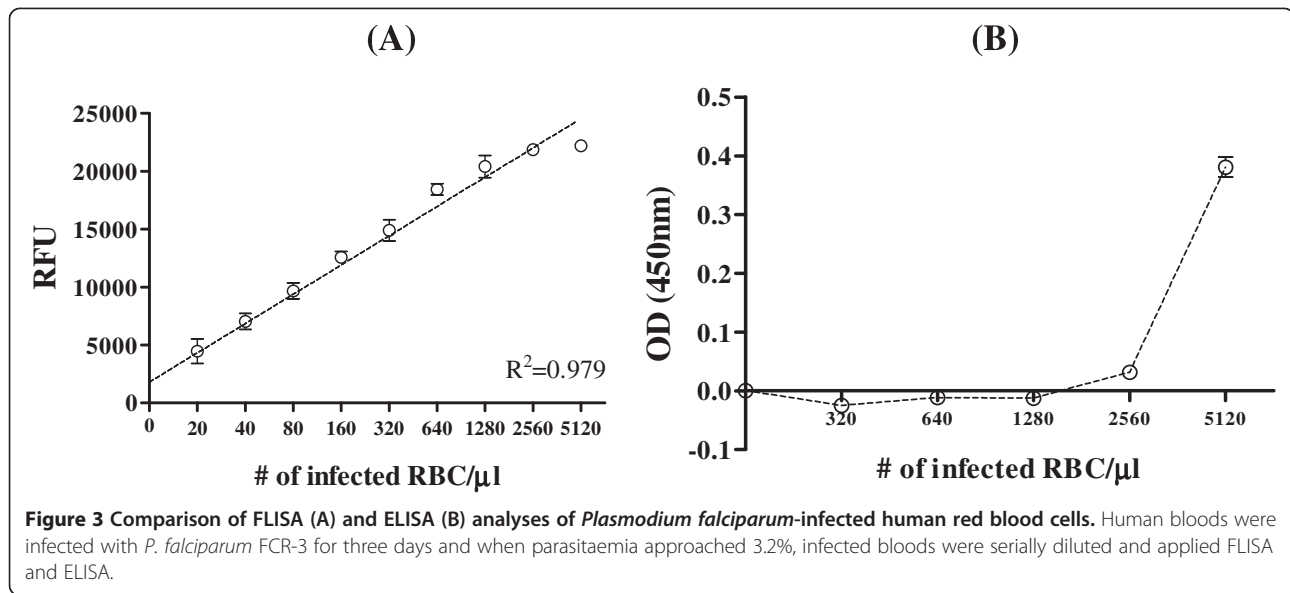 (A)
25000
20000
15000
10000
5000
0
RFU
R²=0.979
0 20 40 80 160 320 640 1280 2560 5120
# of infected RBC/μl
(B)
0.5
0.4
0.3
0.2
0.1
0.0
-0.1
OD (450nm)
320 640 1280 2560 5120
# of infected RBC/μl
Figure 3 Comparison of FLISA (A) and ELISA (B) analyses of Plasmodium falciparum-infected human red blood cells. Human bloods were
infected with P. falciparum FCR-3 for three days and when parasitaemia approached 3.2%, infected bloods were serially diluted and applied FLISA
and ELISA.